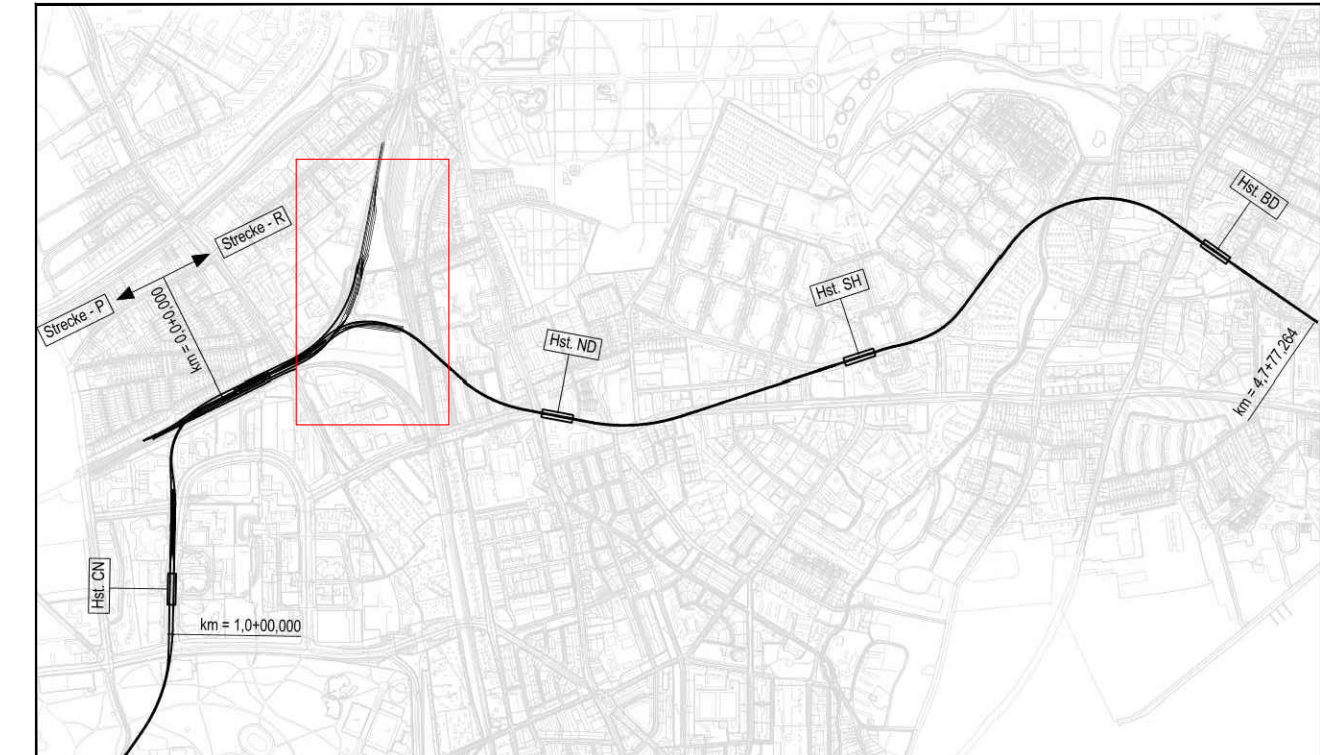 Hst. BD
Strecke - R
Strecke - P
km = 0,0+0,000
Hst. SH
Hst. ND
km = 4,7+77,264
Hst. CN
km = 1,0+00,000